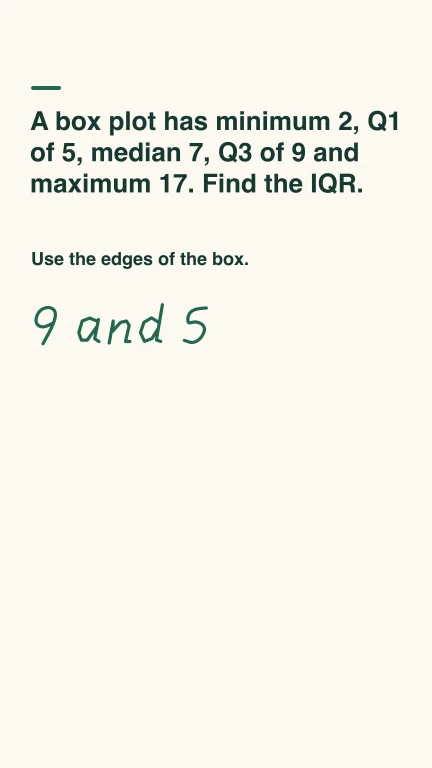 A box plot has minimum 2, Q1
of 5, median 7, Q3 of 9 and
maximum 17. Find the IQR.
Use the edges of the box.
9 and 5